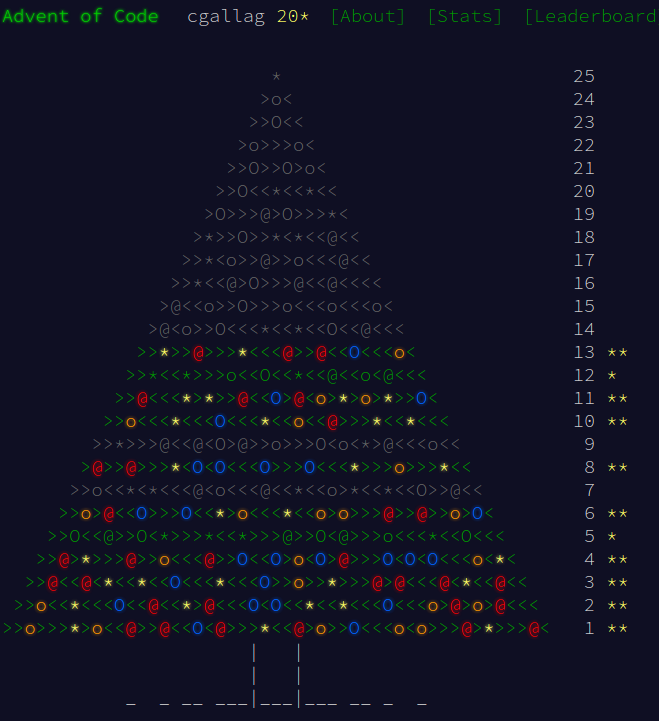 Advent of Code cgallag 20* [About] [Stats] [Leaderboard
* 25
>o< 24
>>O<< 23
>o>>>o< 22
>>O>>O>o< 21
>>O<<*<<*<< 20
>O>>>@>O>>>*< 19
>*>>O>>*<*<<@<< 18
>>*<o>>@>>o<<<@<< 17
>>*<<@>O>>>@<<@<<<< 16
>@<<o>>O>>>o<<<o<<<o< 15
>@<o>>O<<<*<<*<<O<<@<<< 14
>>*>>@>>>*<<<@>>@<<O<<<o< 13 **
>>*<<*>>>o<<O<<*<<@<<o<@<<< 12 *
>>@<<<*>*>>@<<O>@<o>*>o>*>>O< 11 **
>>o<<<*<<<O<<<*<<o<<@>>>*<<*<<< 10 **
>>*>>>@<<@<O>@>>o>>>O<o<*>@<<<o<< 9
>@>>@>>>*<O<O<<<O>>>O<<<*>>>o>>>*<< 8 **
>>o<*<<*<<<@<o<<<@<<*<<o>>*<*<<O>>@<< 7
>>o>@<<O>>>O<<*>o<<<*<<o>o>>>@>>@>>o>O< 6 **
>>O<<@>>O<*>>>*<<*>>>@>>O<@>>>o<<<*<<O<<< 5 *
>>@>*>>>@>>o<<<@>>O<<O>o<O>@>>>O<O<O<<<o<*< 4 **
>>@<<@<*<<*<<O<<<*<<<O>>o>>*>>>@>@<<<@<*<<@<< 3 **
>>o<<*<<<O<<@<<*>@<<<O<O<<*<<*<<<O<<<o>@>o>@<<< 2 **
>>o>>>*>o<<@>>@<<O<@>>>*<<@>o>>O<<<o<o>>>@>*>>>@< 1 **
| |
| |
_ _ __ ___|___|___ __ _ _